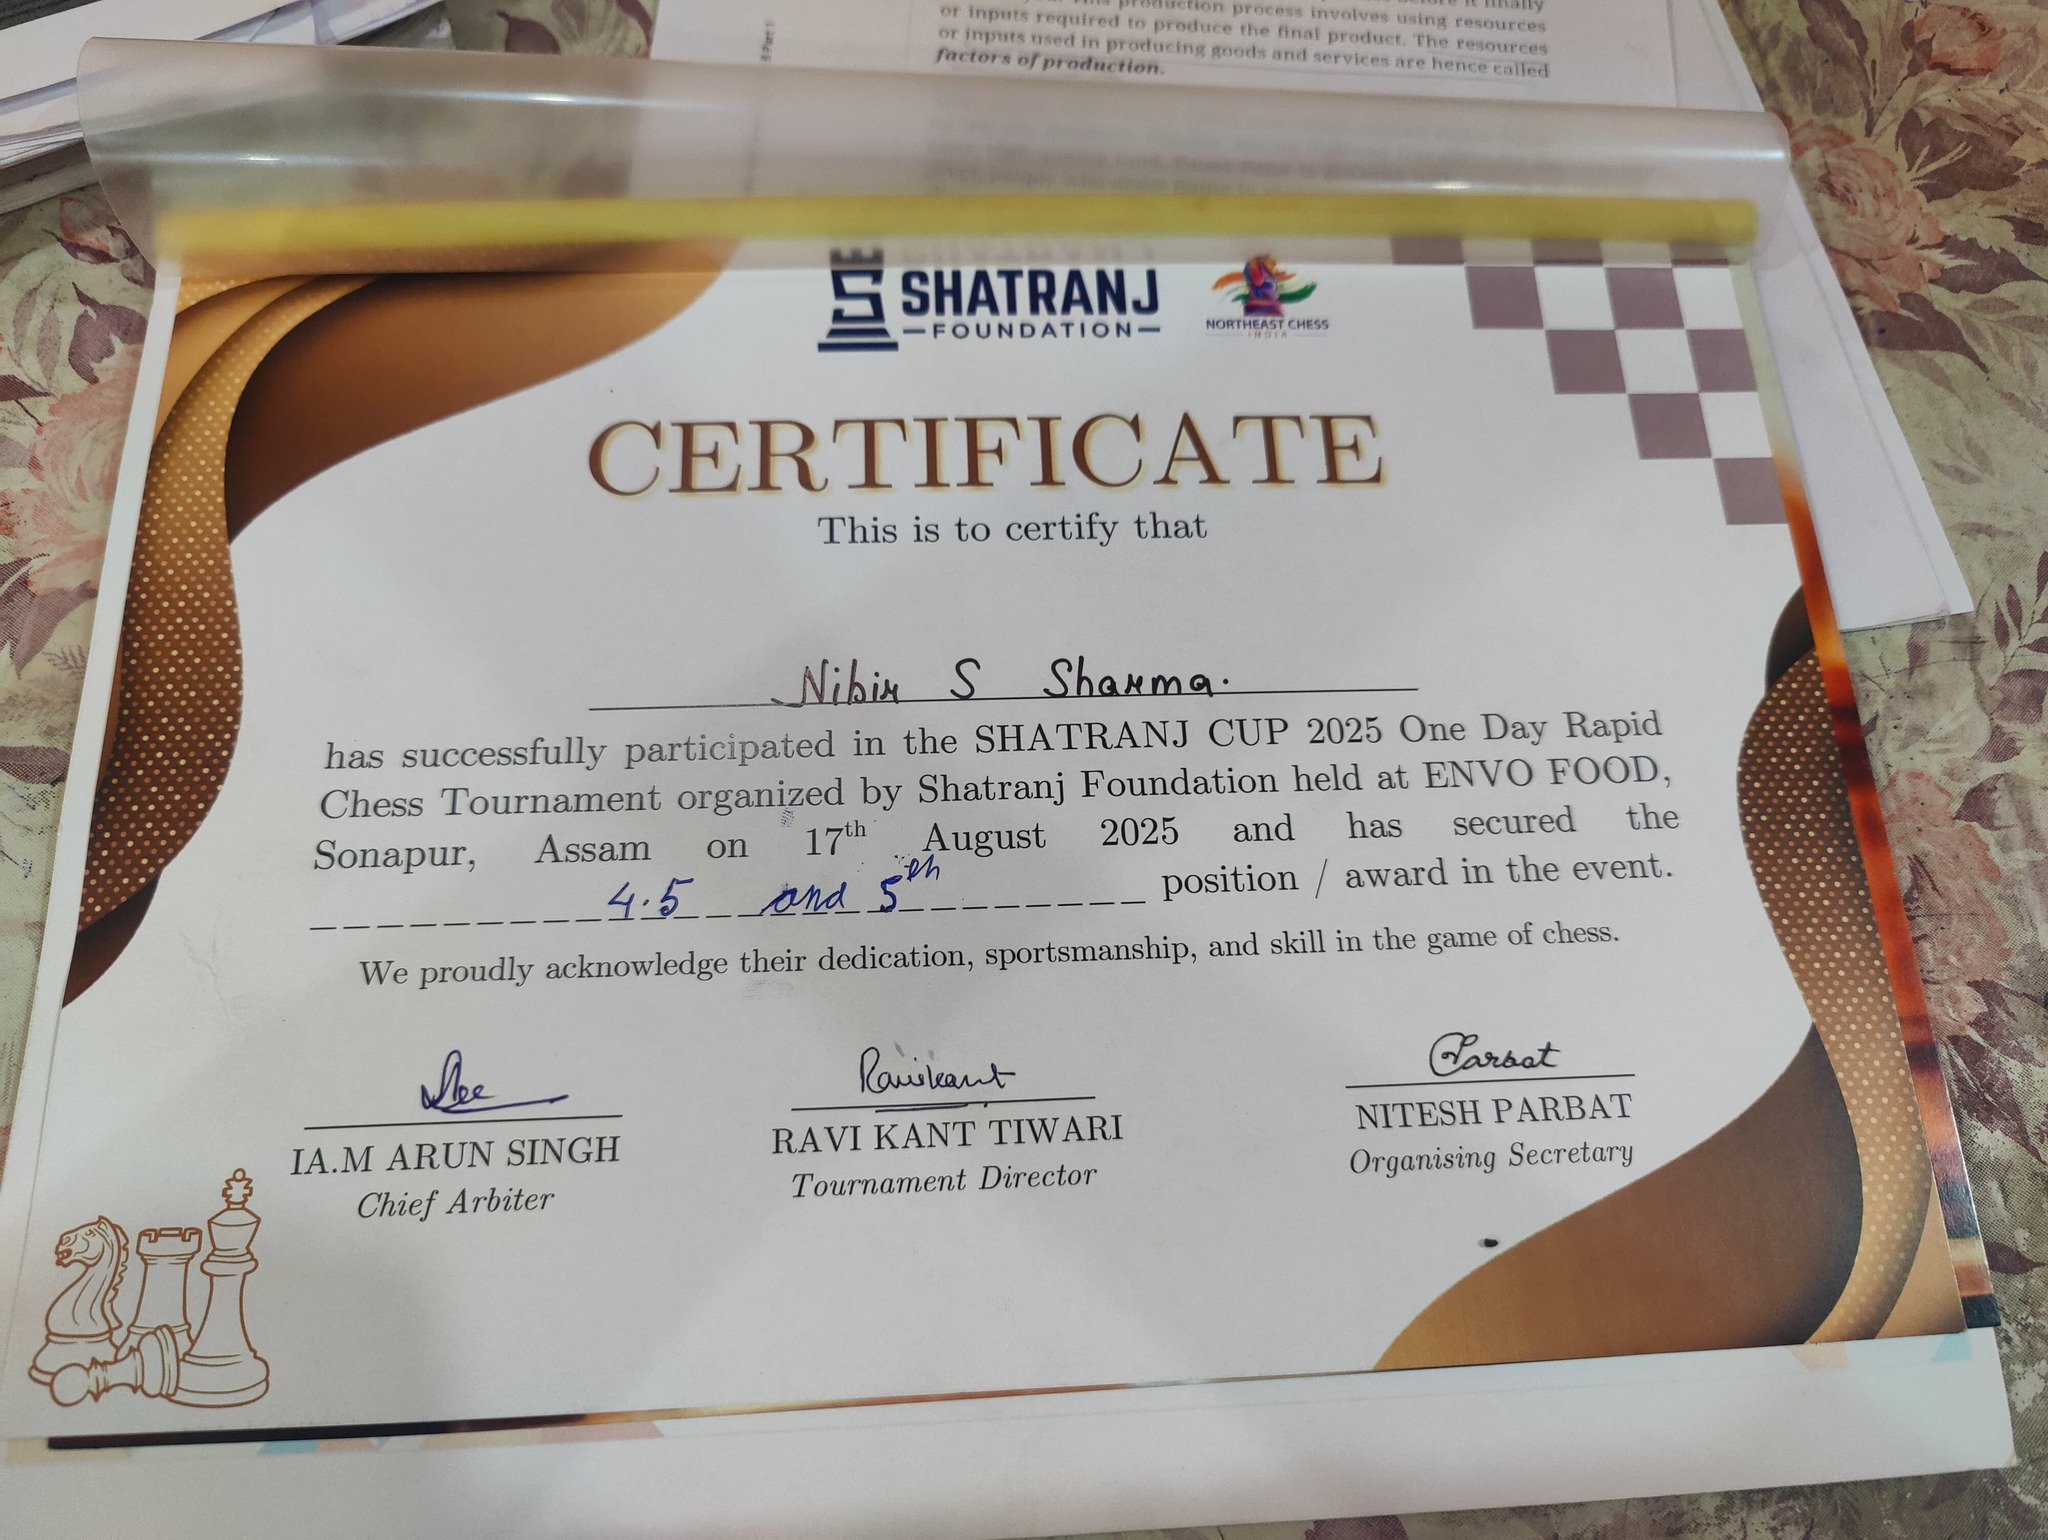 or inputs required to produce the final product. The resources
or inputs used in producing goods and services are hence called
factors of production.
SHATRANJ
FOUNDATION
NORTHEAST CHESS
INDIA
CERTIFICATE
This is to certify that
Nibir S Sharma.
has successfully participated in the SHATRANJ CUP 2025 One Day Rapid
Chess Tournament organized by Shatranj Foundation held at ENVO FOOD,
Sonapur, Assam on 17th August 2025 and has secured the
4.5 and 5th position / award in the event.
We proudly acknowledge their dedication, sportsmanship, and skill in the game of chess.
Ravikant
Parbat
IA.M ARUN SINGH
Chief Arbiter
RAVI KANT TIWARI
Tournament Director
NITESH PARBAT
Organising Secretary